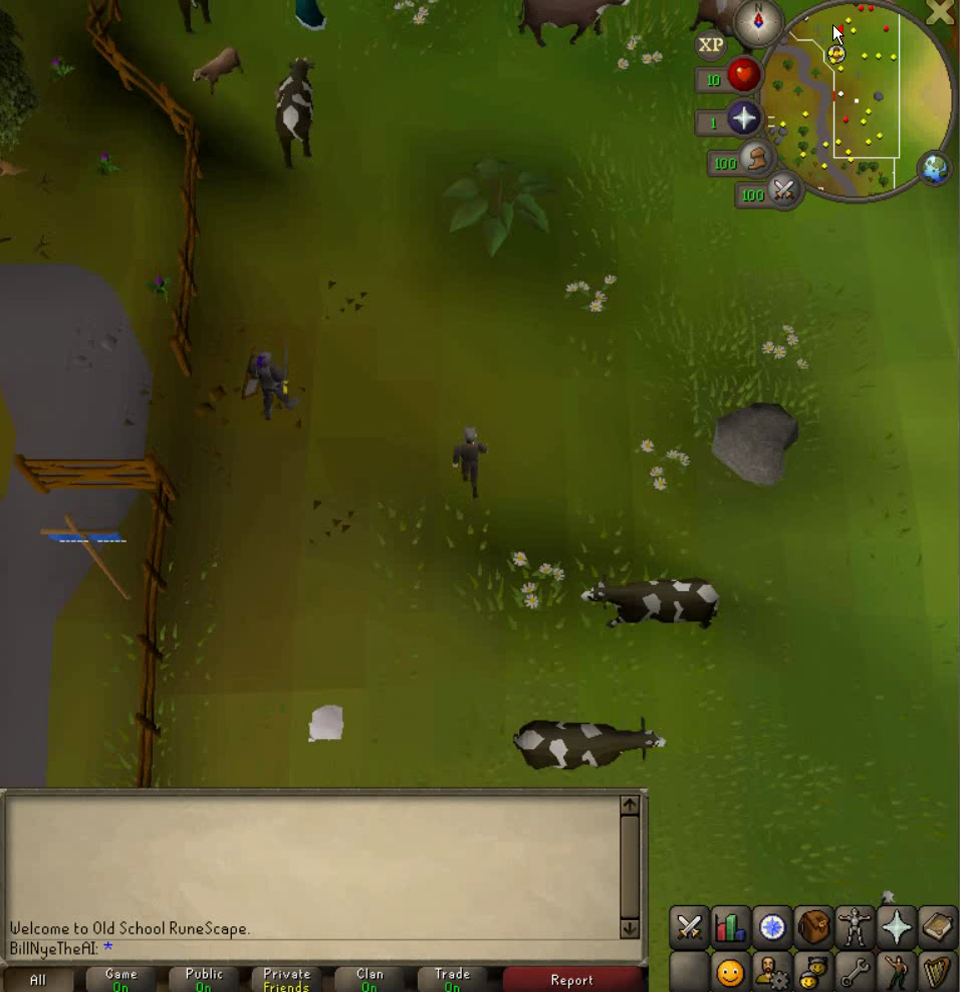 N
XP
10
1
100
100
Welcome to Old School RuneScape.
BillNyeTheAI: *
All
Game
On
Public
On
Private
Friends
Clan
On
Trade
On
Report